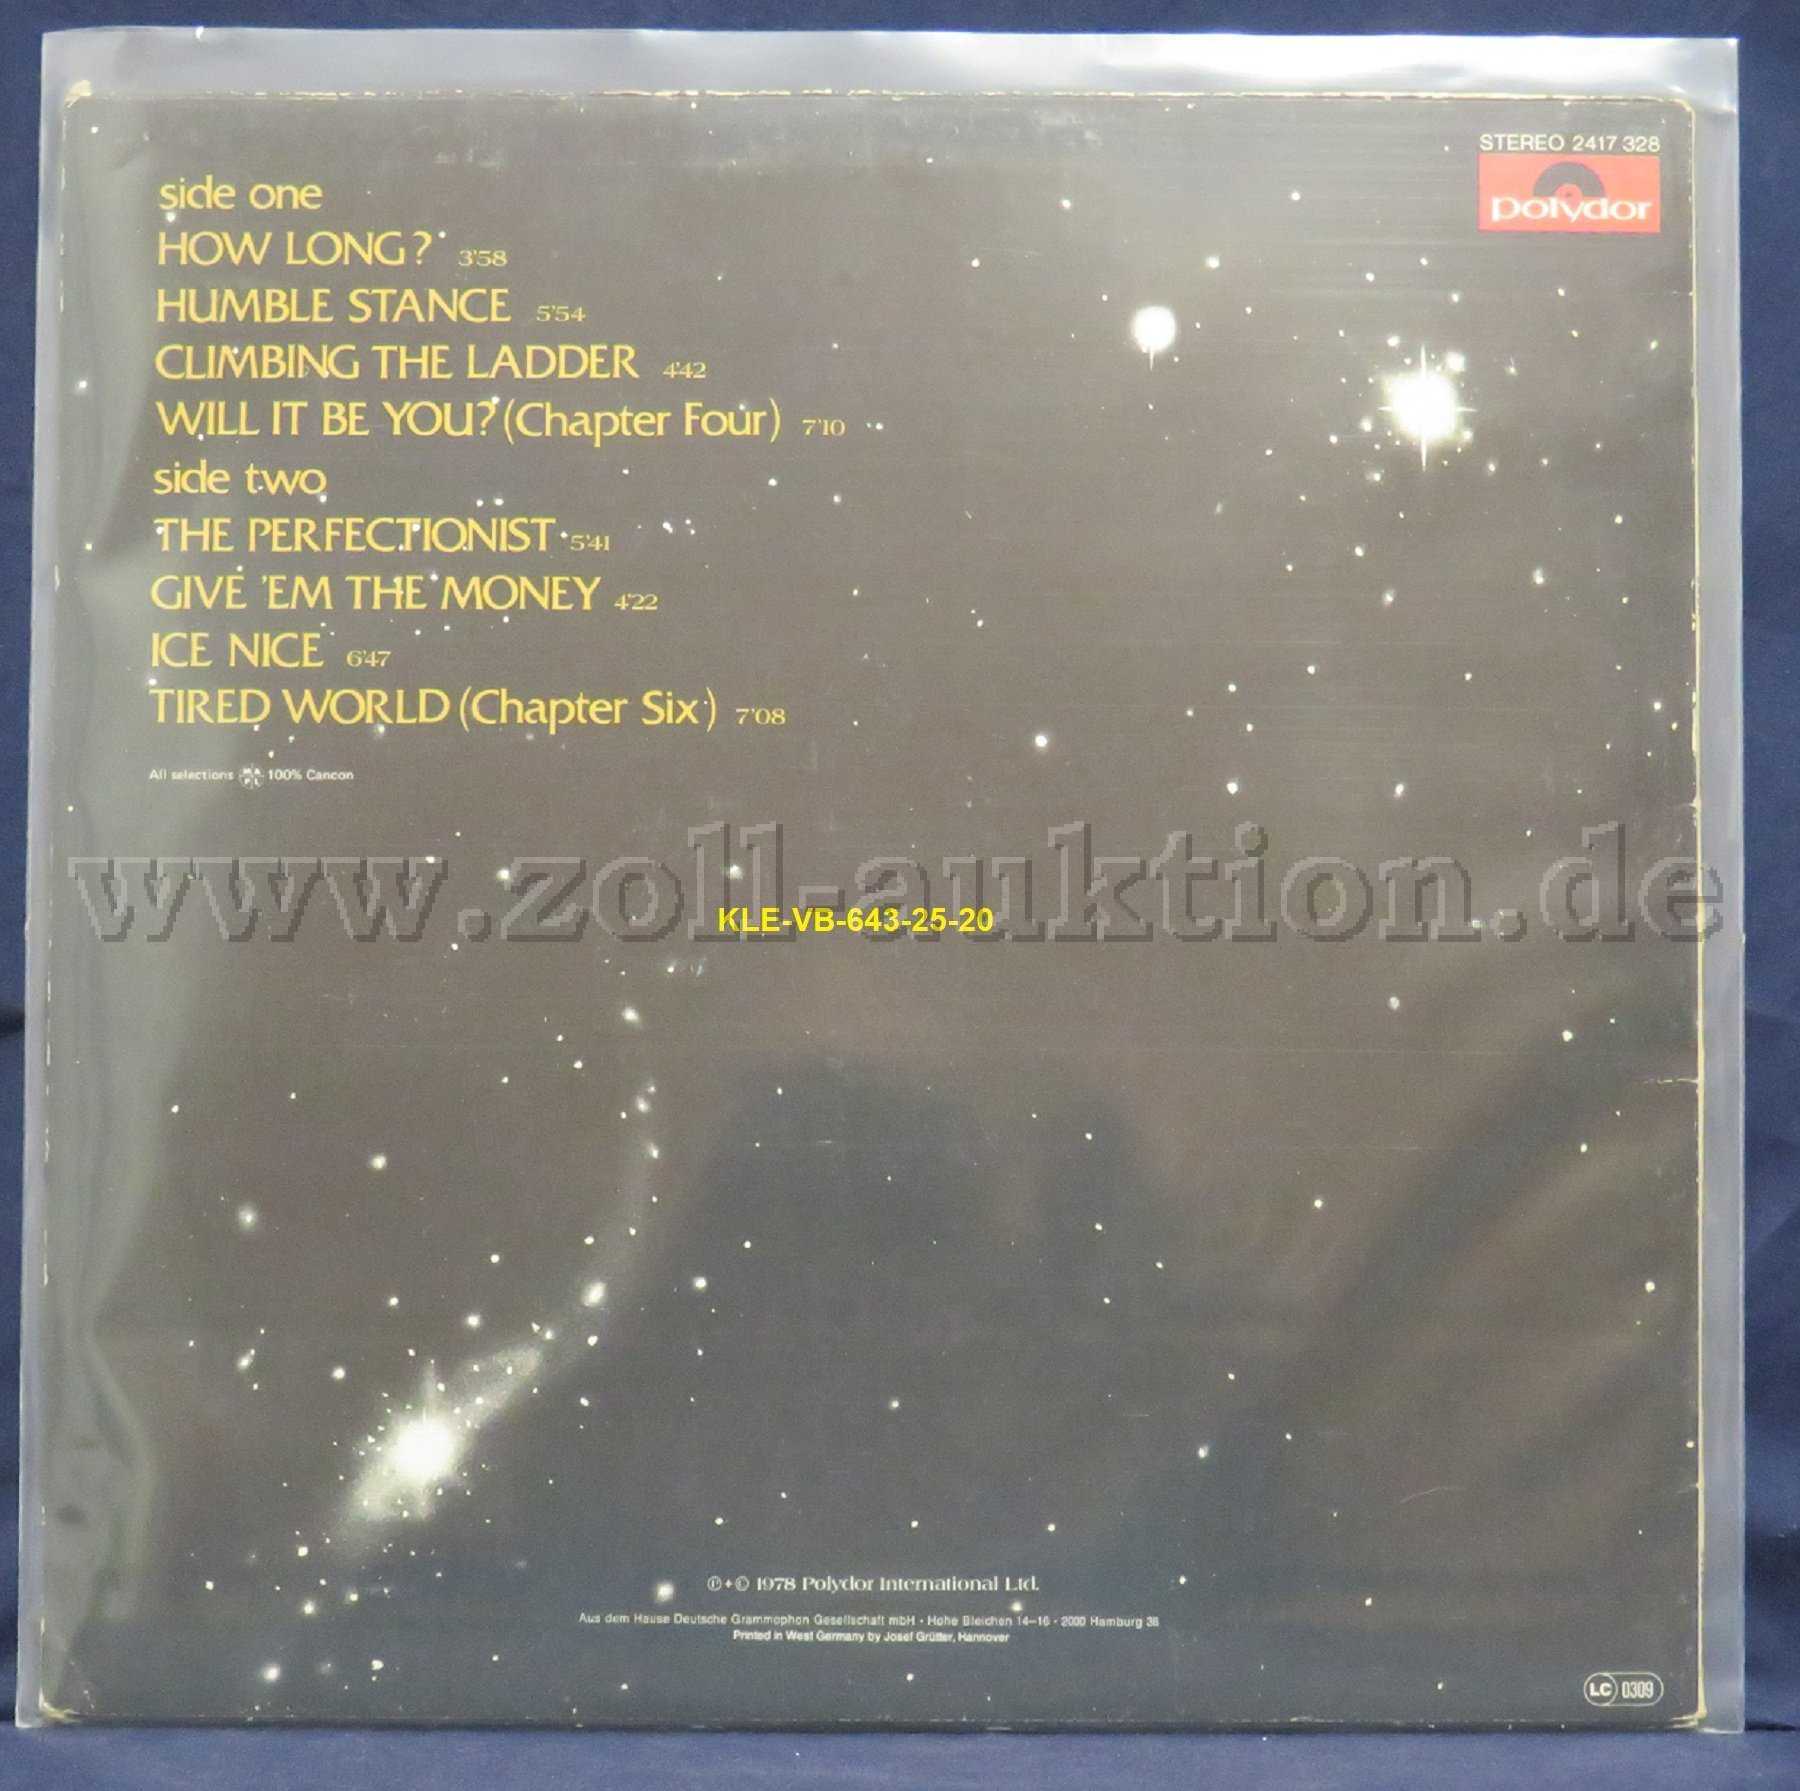 STEREO 2417 328
polydor
side one
HOW LONG? 3'58
HUMBLE STANCE 5'54
CLIMBING THE LADDER 4'42
WILL IT BE YOU? (Chapter Four) 7'10
side two
THE PERFECTIONIST 5'41
GIVE 'EM THE MONEY 4'22
ICE NICE 6'47
TIRED WORLD (Chapter Six) 7'08
All selections MAPL 100% Cancon
www.zoll-auktion.de
KLE-VB-643-25-20
℗ + © 1978 Polydor International Ltd.
Aus dem Hause Deutsche Grammophon Gesellschaft mbH · Hohe Bleichen 14–16 · 2000 Hamburg 36
Printed in West Germany by Josef Grütter, Hannover
LC 0309